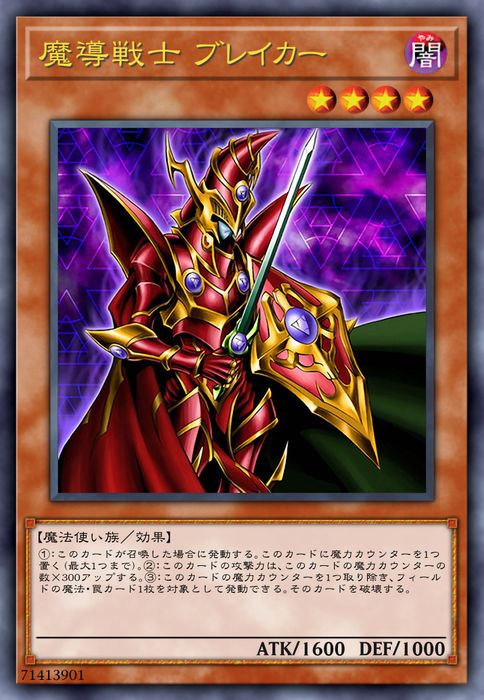 魔導戦士 ブレイカー
やみ
闇
【魔法使い族／効果】
①：このカードが召喚した場合に発動する。このカードに魔力カウンターを1つ
置く（最大1つまで）。②：このカードの攻撃力は、このカードの魔力カウンターの
数×300アップする。③：このカードの魔力カウンターを1つ取り除き、フィール
ドの魔法・罠カード1枚を対象として発動できる。そのカードを破壊する。
ATK/1600 DEF/1000
71413901